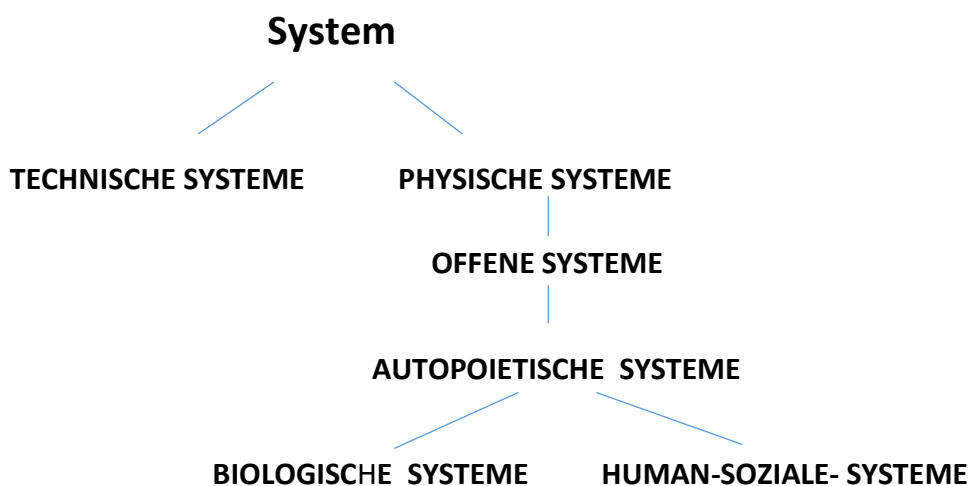 System
TECHNISCHE SYSTEME PHYSISCHE SYSTEME
OFFENE SYSTEME
AUTOPOIETISCHE SYSTEME
BIOLOGISCHE SYSTEME HUMAN-SOZIALE- SYSTEME